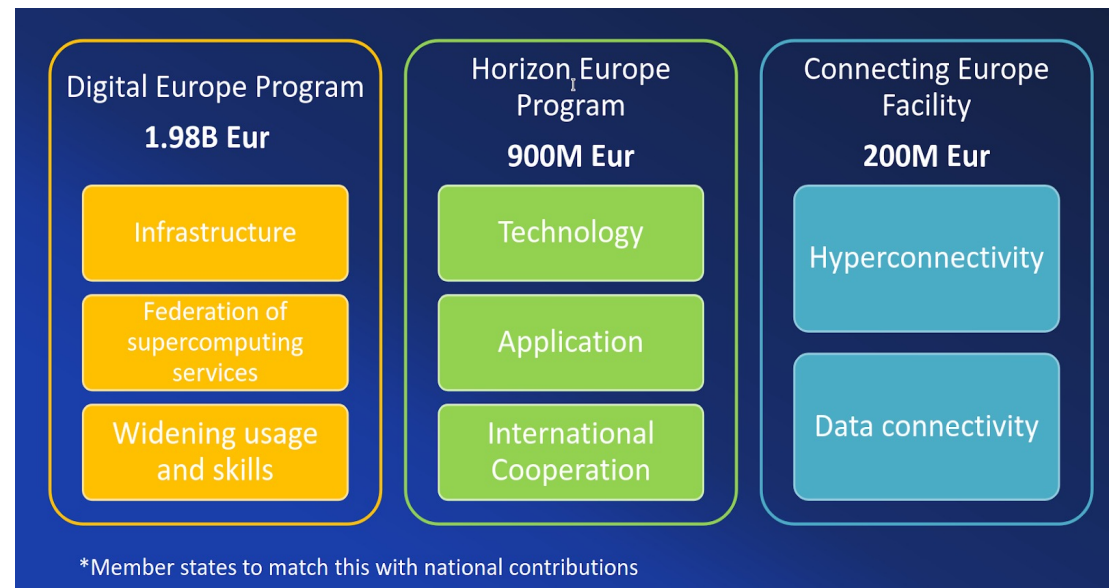 Digital Europe Program
1.98B Eur
Infrastructure
Federation of
supercomputing
services
Widening usage
and skills
Horizon Europe
Program
900M Eur
Technology
Application
International
Cooperation
Connecting Europe
Facility
200M Eur
Hyperconnectivity
Data connectivity
*Member states to match this with national contributions